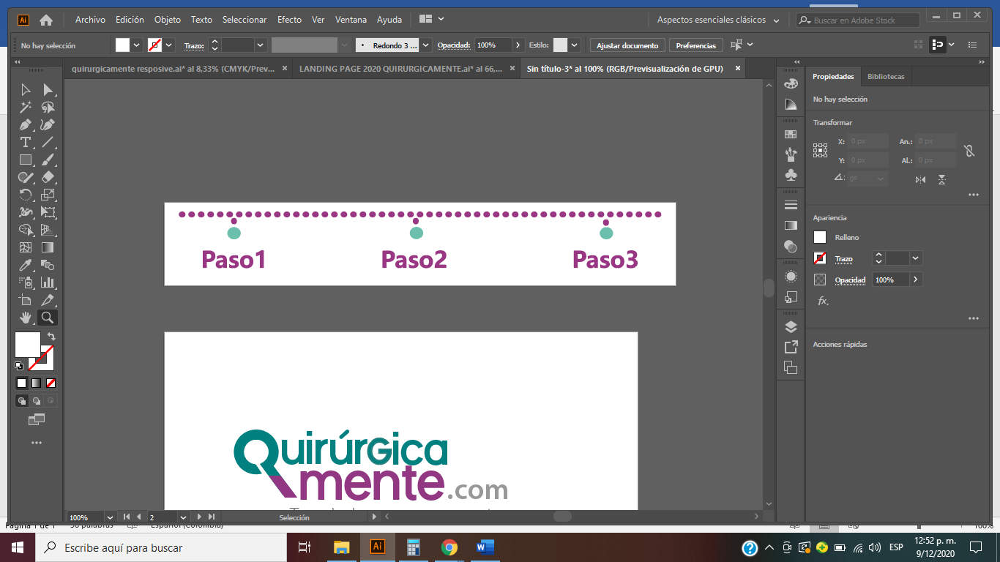 Ai Archivo Edición Objeto Texto Seleccionar Efecto Ver Ventana Ayuda Aspectos esenciales clásicos Buscar en Adobe Stock
No hay selección Trazo: Redondo 3 ... Opacidad: 100% Estilo: Ajustar documento Preferencias
quirurgicamente resposive.ai* al 8,33% (CMYK/Prev... × LANDING PAGE 2020 QUIRURGICAMENTE.ai* al 66,... × Sin título-3* al 100% (RGB/Previsualización de GPU) ×
Propiedades Bibliotecas
No hay selección
Transformar
X: 0 px An.: 0 px
Y: 0 px Al.: 0 px
0°
Apariencia
Relleno
Trazo
Opacidad 100%
fx.
Acciones rápidas
Paso1 Paso2 Paso3
Quirúrgica
mente.com
100% 2 Selección
Página 1 de 1 Español (Colombia) 100%
Escribe aquí para buscar
Ai
ESP
12:52 p. m.
9/12/2020